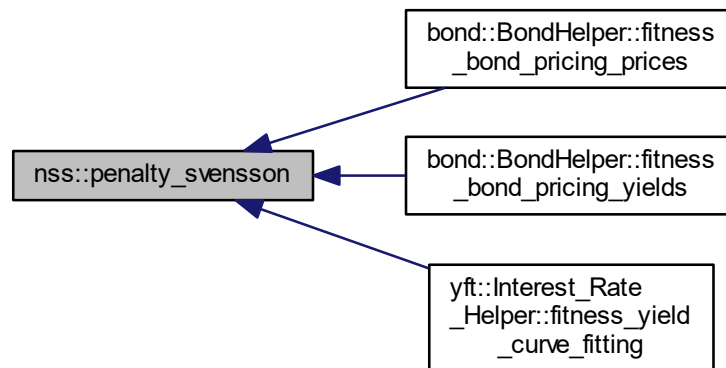 bond::BondHelper::fitness
_bond_pricing_prices
nss::penalty_svensson
bond::BondHelper::fitness
_bond_pricing_yields
yft::Interest_Rate
_Helper::fitness_yield
_curve_fitting